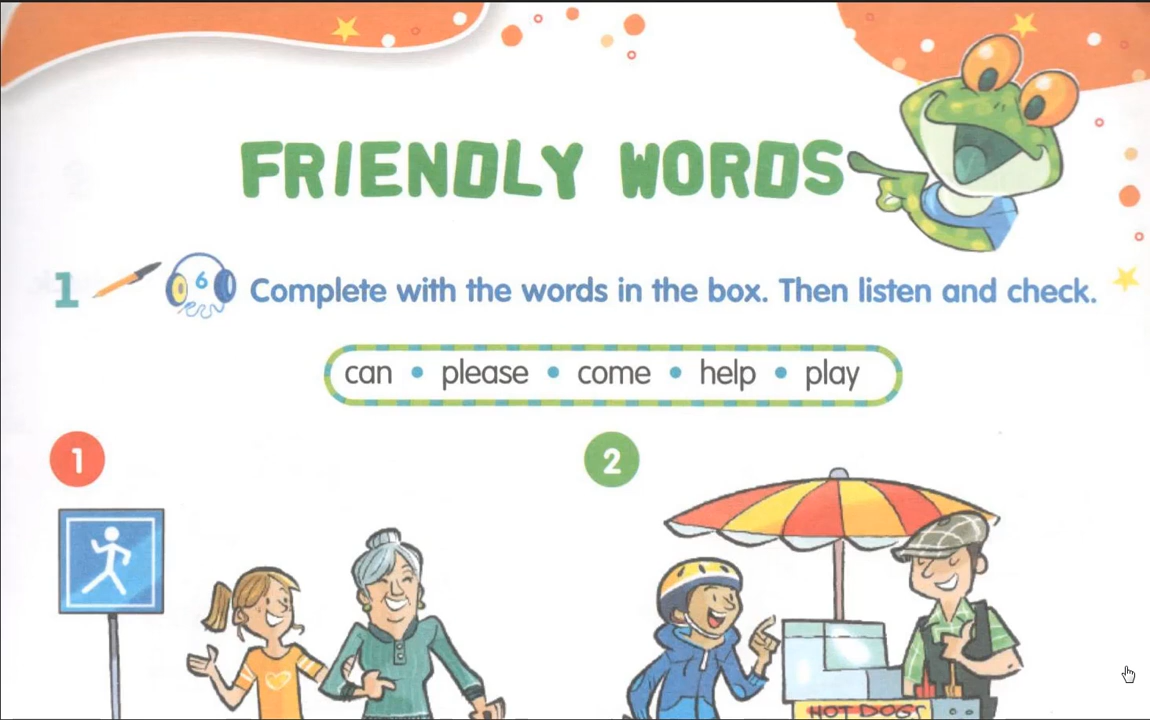 FRIENDLY WORDS
1 6 Complete with the words in the box. Then listen and check.
can • please • come • help • play
1
2
HOT DOGS